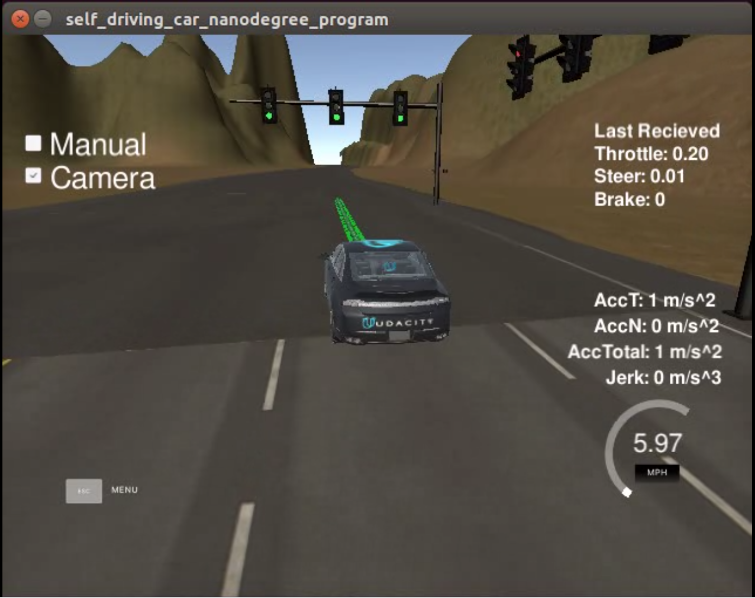 self_driving_car_nanodegree_program
Manual
Camera
Last Recieved
Throttle: 0.20
Steer: 0.01
Brake: 0
UDACITY
AccT: 1 m/s^2
AccN: 0 m/s^2
AccTotal: 1 m/s^2
Jerk: 0 m/s^3
5.97
MPH
MENU